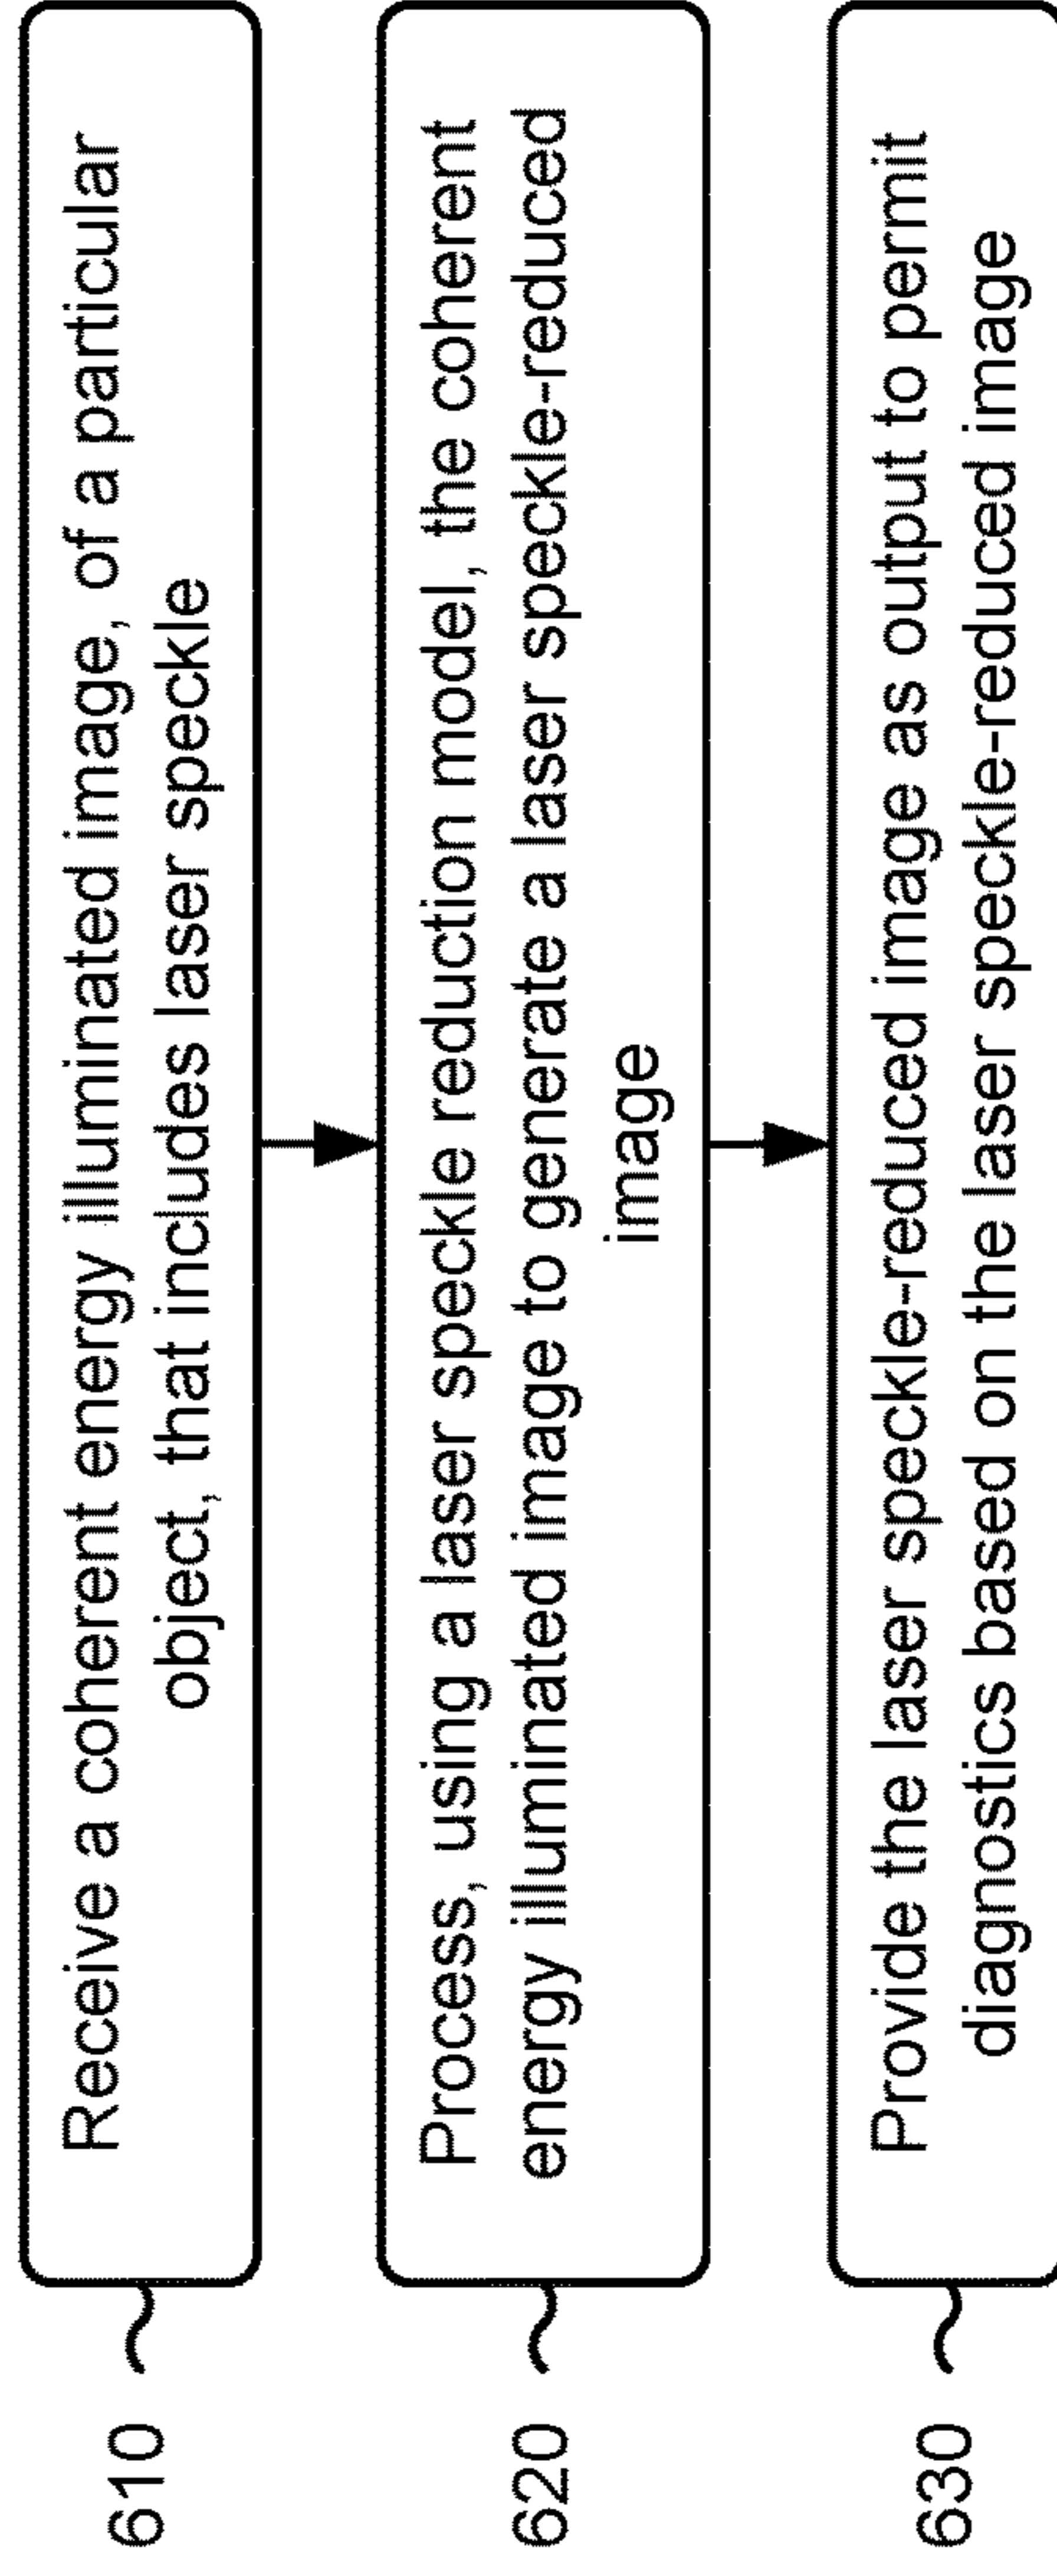 610
Receive a coherent energy illuminated image, of a particular
object, that includes laser speckle
620
Process, using a laser speckle reduction model, the coherent
energy illuminated image to generate a laser speckle-reduced
image
630
Provide the laser speckle-reduced image as output to permit
diagnostics based on the laser speckle-reduced image